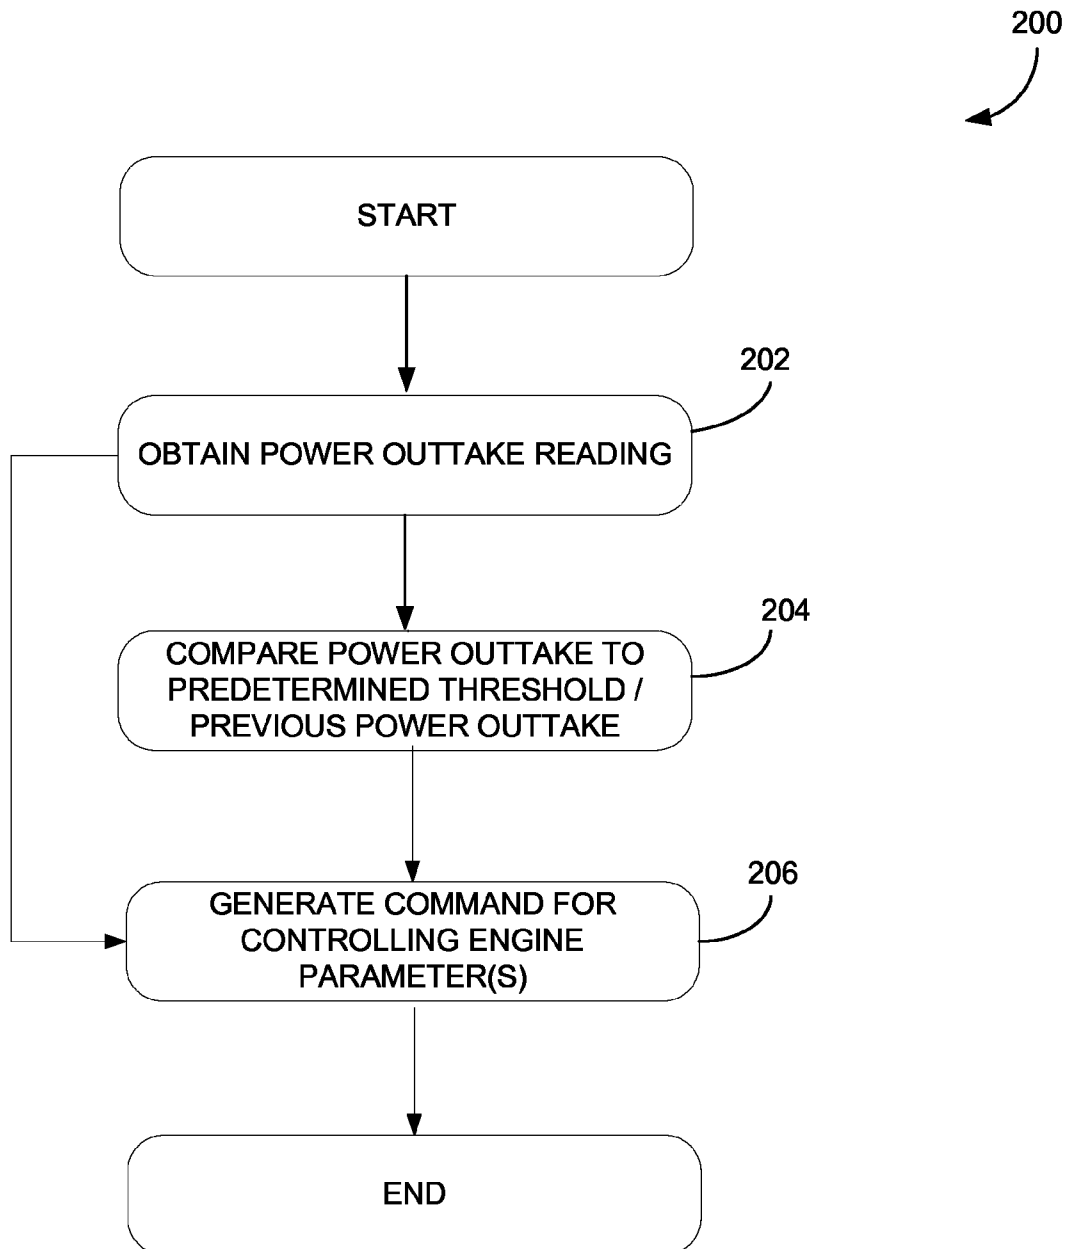 200
START
202
OBTAIN POWER OUTTAKE READING
204
COMPARE POWER OUTTAKE TO
PREDETERMINED THRESHOLD /
PREVIOUS POWER OUTTAKE
206
GENERATE COMMAND FOR
CONTROLLING ENGINE
PARAMETER(S)
END